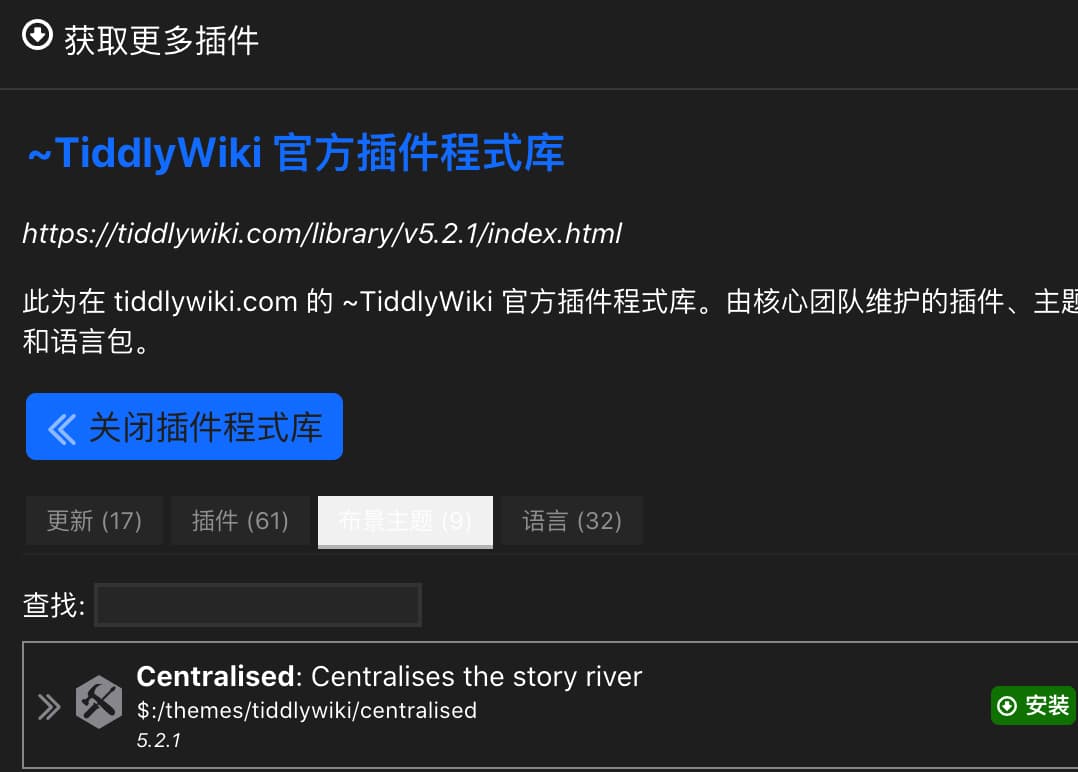 获取更多插件
~TiddlyWiki 官方插件程式库
https://tiddlywiki.com/library/v5.2.1/index.html
此为在 tiddlywiki.com 的 ~TiddlyWiki 官方插件程式库。由核心团队维护的插件、主题
和语言包。
关闭插件程式库
更新 (17) 插件 (61) 布景主题 (9) 语言 (32)
查找:
Centralised: Centralises the story river
$:/themes/tiddlywiki/centralised
安装
5.2.1